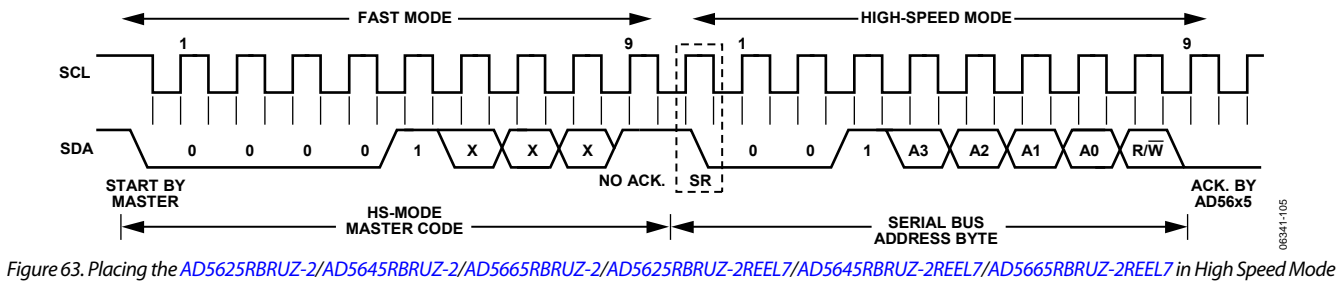 FAST MODE HIGH-SPEED MODE
1 9 1 9
SCL
SDA 0 0 0 0 1 X X X 0 0 1 A3 A2 A1 A0 R/W̅
START BY
MASTER
NO ACK. SR
ACK. BY
AD56x5
HS-MODE
MASTER CODE
SERIAL BUS
ADDRESS BYTE
06341-105
Figure 63. Placing the AD5625RBRUZ-2/AD5645RBRUZ-2/AD5665RBRUZ-2/AD5625RBRUZ-2REEL7/AD5645RBRUZ-2REEL7/AD5665RBRUZ-2REEL7 in High Speed Mode